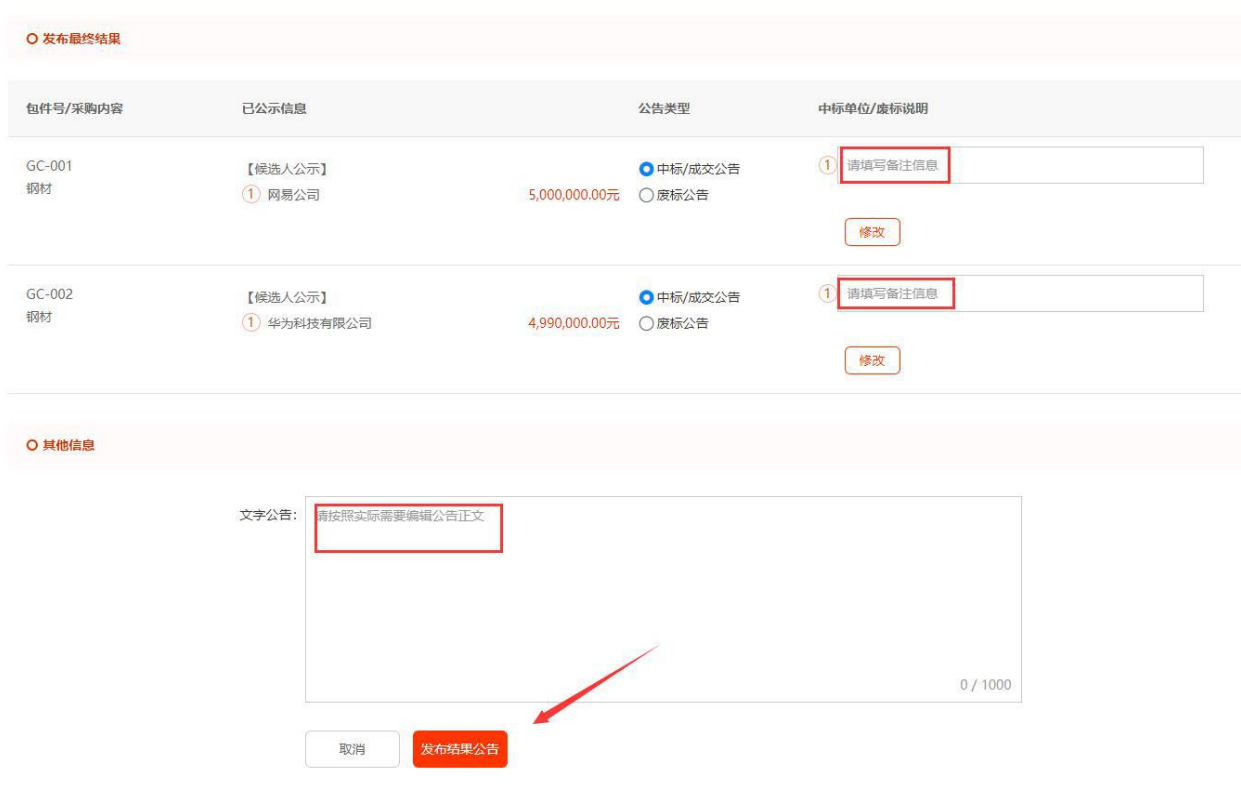 发布最终结果
包件号/采购内容 已公示信息 公告类型 中标单位/废标说明
GC-001
钢材
【候选人公示】
① 网易公司 5,000,000.00元
中标/成交公告
废标公告
① 请填写备注信息
修改
GC-002
钢材
【候选人公示】
① 华为科技有限公司 4,990,000.00元
中标/成交公告
废标公告
① 请填写备注信息
修改
其他信息
文字公告：
请按照实际需要编辑公告正文
0 / 1000
取消 发布结果公告